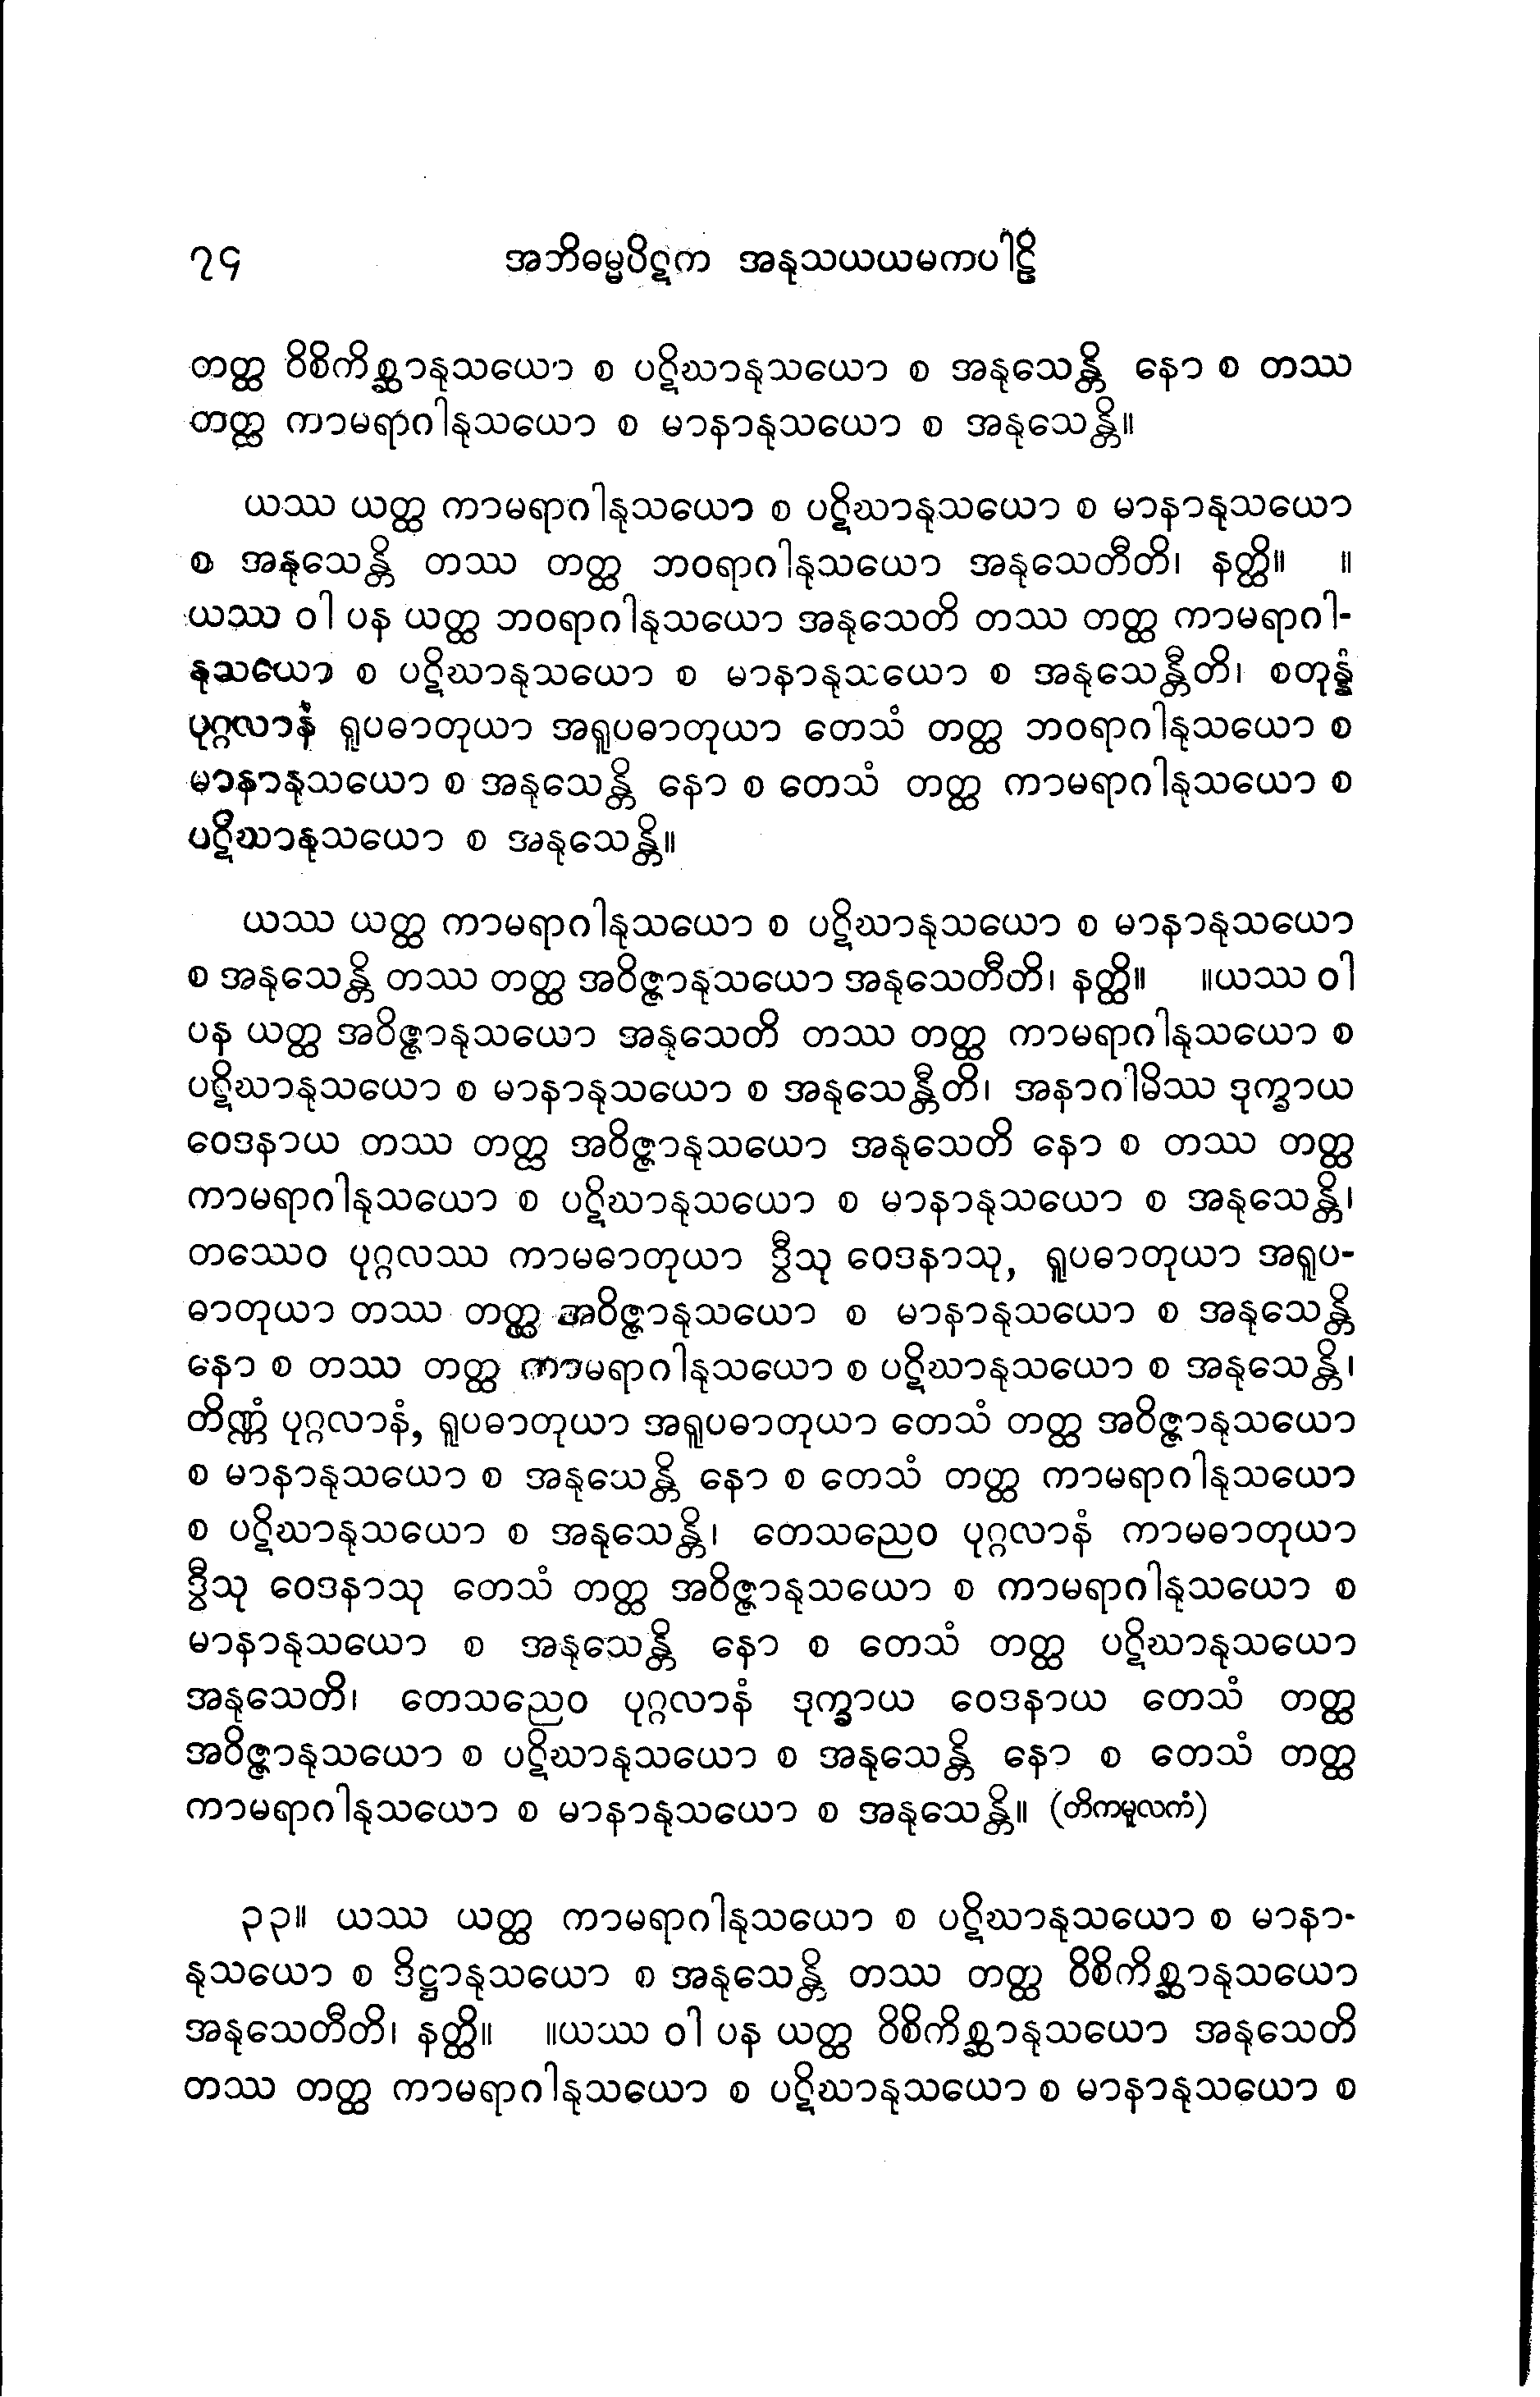 ၇၄ အဘိဓမ္မပိဋက အနုသယယမကပါဠိ
တတ္ထ ဝိစိကိစ္ဆာနုသယော စ ပဋိဃာနုသယော စ အနုသေန္တိ နော စ တဿ
တတ္ထ ကာမရာဂါနုသယော စ မာနာနုသယော စ အနုသေန္တိ။
ယဿ ယတ္ထ ကာမရာဂါနုသယော စ ပဋိဃာနုသယော စ မာနာနုသယော
စ အနုသေန္တိ တဿ တတ္ထ ဘဝရာဂါနုသယော အနုသေတီတိ၊ နတ္ထိ။ ။
ယဿ ဝါ ပန ယတ္ထ ဘဝရာဂါနုသယော အနုသေတိ တဿ တတ္ထ ကာမရာဂါ-
နုသယော စ ပဋိဃာနုသယော စ မာနာနုသယော စ အနုသေန္တီတိ၊ စတုန္နံ
ပုဂ္ဂလာနံ ရူပဓာတုယာ အရူပဓာတုယာ တေသံ တတ္ထ ဘဝရာဂါနုသယော စ
မာနာနုသယော စ အနုသေန္တိ နော စ တေသံ တတ္ထ ကာမရာဂါနုသယော စ
ပဋိဃာနုသယော စ အနုသေန္တိ။
ယဿ ယတ္ထ ကာမရာဂါနုသယော စ ပဋိဃာနုသယော စ မာနာနုသယော
စ အနုသေန္တိ တဿ တတ္ထ အဝိဇ္ဇာနုသယော အနုသေတီတိ၊ နတ္ထိ။ ။ယဿ ဝါ
ပန ယတ္ထ အဝိဇ္ဇာနုသယော အနုသေတိ တဿ တတ္ထ ကာမရာဂါနုသယော စ
ပဋိဃာနုသယော စ မာနာနုသယော စ အနုသေန္တီတိ၊ အနာဂါမိဿ ဒုက္ခာယ
ဝေဒနာယ တဿ တတ္ထ အဝိဇ္ဇာနုသယော အနုသေတိ နော စ တဿ တတ္ထ
ကာမရာဂါနုသယော စ ပဋိဃာနုသယော စ မာနာနုသယော စ အနုသေန္တိ၊
တဿေဝ ပုဂ္ဂလဿ ကာမဓာတုယာ ဒွီသု ဝေဒနာသု, ရူပဓာတုယာ အရူပ-
ဓာတုယာ တဿ တတ္ထ အဝိဇ္ဇာနုသယော စ မာနာနုသယော စ အနုသေန္တိ
နော စ တဿ တတ္ထ ကာမရာဂါနုသယော စ ပဋိဃာနုသယော စ အနုသေန္တိ၊
တိဏ္ဏံ ပုဂ္ဂလာနံ, ရူပဓာတုယာ အရူပဓာတုယာ တေသံ တတ္ထ အဝိဇ္ဇာနုသယော
စ မာနာနုသယော စ အနုသေန္တိ နော စ တေသံ တတ္ထ ကာမရာဂါနုသယော
စ ပဋိဃာနုသယော စ အနုသေန္တိ၊ တေသညေဝ ပုဂ္ဂလာနံ ကာမဓာတုယာ
ဒွီသု ဝေဒနာသု တေသံ တတ္ထ အဝိဇ္ဇာနုသယော စ ကာမရာဂါနုသယော စ
မာနာနုသယော စ အနုသေန္တိ နော စ တေသံ တတ္ထ ပဋိဃာနုသယော
အနုသေတိ၊ တေသညေဝ ပုဂ္ဂလာနံ ဒုက္ခာယ ဝေဒနာယ တေသံ တတ္ထ
အဝိဇ္ဇာနုသယော စ ပဋိဃာနုသယော စ အနုသေန္တိ နော စ တေသံ တတ္ထ
ကာမရာဂါနုသယော စ မာနာနုသယော စ အနုသေန္တိ။ (တိကမူလကံ)
၃၃။ ယဿ ယတ္ထ ကာမရာဂါနုသယော စ ပဋိဃာနုသယော စ မာနာ-
နုသယော စ ဒိဋ္ဌာနုသယော စ အနုသေန္တိ တဿ တတ္ထ ဝိစိကိစ္ဆာနုသယော
အနုသေတီတိ၊ နတ္ထိ။ ။ယဿ ဝါ ပန ယတ္ထ ဝိစိကိစ္ဆာနုသယော အနုသေတိ
တဿ တတ္ထ ကာမရာဂါနုသယော စ ပဋိဃာနုသယော စ မာနာနုသယော စ